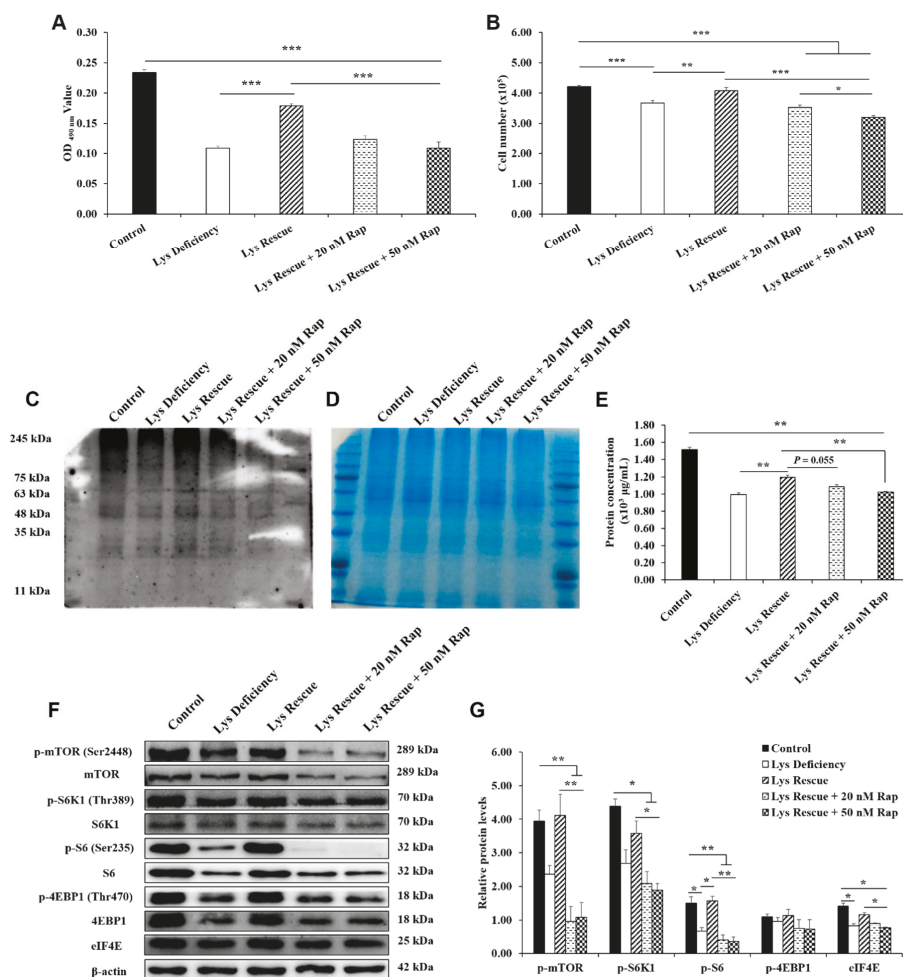 A
0.30
0.25
0.20
0.15
0.10
0.05
0.00
OD 490 nm Value
***
***
***
Control
Lys Deficiency
Lys Rescue
Lys Rescue + 20 nM Rap
Lys Rescue + 50 nM Rap
B
6.00
5.00
4.00
3.00
2.00
1.00
0.00
Cell number (x10⁵)
***
***
**
***
*
Control
Lys Deficiency
Lys Rescue
Lys Rescue + 20 nM Rap
Lys Rescue + 50 nM Rap
C
Control
Lys Deficiency
Lys Rescue
Lys Rescue + 20 nM Rap
Lys Rescue + 50 nM Rap
245 kDa
75 kDa
63 kDa
48 kDa
35 kDa
11 kDa
D
Control
Lys Deficiency
Lys Rescue
Lys Rescue + 20 nM Rap
Lys Rescue + 50 nM Rap
E
1.80
1.60
1.40
1.20
1.00
0.80
0.60
0.40
0.20
0.00
Protein concentration
(x10³ µg/mL)
**
**
P = 0.055
**
Control
Lys Deficiency
Lys Rescue
Lys Rescue + 20 nM Rap
Lys Rescue + 50 nM Rap
F
Control
Lys Deficiency
Lys Rescue
Lys Rescue + 20 nM Rap
Lys Rescue + 50 nM Rap
p-mTOR (Ser2448) 289 kDa
mTOR 289 kDa
p-S6K1 (Thr389) 70 kDa
S6K1 70 kDa
p-S6 (Ser235) 32 kDa
S6 32 kDa
p-4EBP1 (Thr470) 18 kDa
4EBP1 18 kDa
eIF4E 25 kDa
β-actin 42 kDa
G
6.00
5.00
4.00
3.00
2.00
1.00
0.00
Relative protein levels
Control
Lys Deficiency
Lys Rescue
Lys Rescue + 20 nM Rap
Lys Rescue + 50 nM Rap
**
**
*
*
**
*
*
**
*
*
*
p-mTOR
p-S6K1
p-S6
p-4EBP1
eIF4E